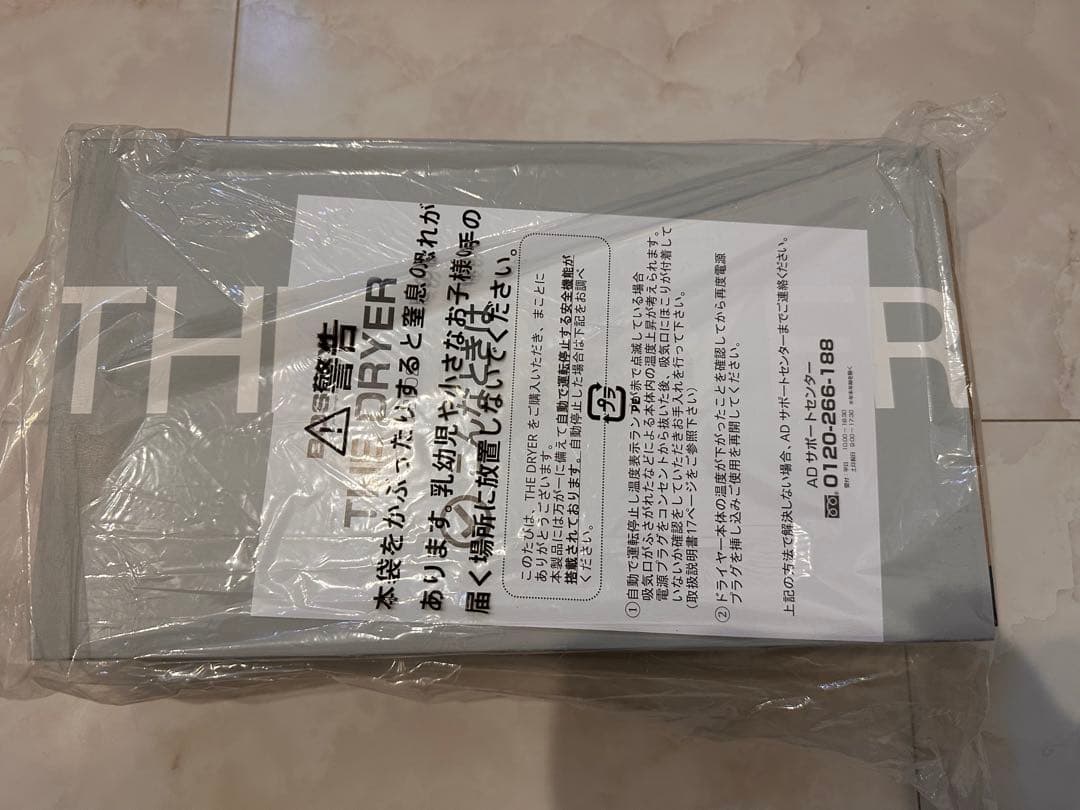 警告
本袋をかぶったりすると窒息の恐れが
あります。乳幼児や小さなお子様の手の
届く場所に放置しないでください。
プラ
THE DRYER
このたびは、THE DRYER をご購入いただき、まことに
ありがとうございます。
本製品には万が一に備えて自動で運転停止する安全機能が
搭載されております。自動停止した場合は下記をお調べ
ください。
① 自動で運転停止し温度表示ランプが赤で点滅している場合
吸気口がふさがれたなどによる本体内の温度上昇が考えられます。
電源プラグをコンセントから抜いた後、吸気口にほこりが付着して
いないか確認をしていただきお手入れを行って下さい。
(取扱説明書17ページをご参照下さい)
② ドライヤー本体の温度が下がったことを確認してから再度電源
プラグを挿し込みご使用を再開してください。
上記の方法で解決しない場合、AD サポートセンターまでご連絡ください。
AD サポートセンター
0120-266-188